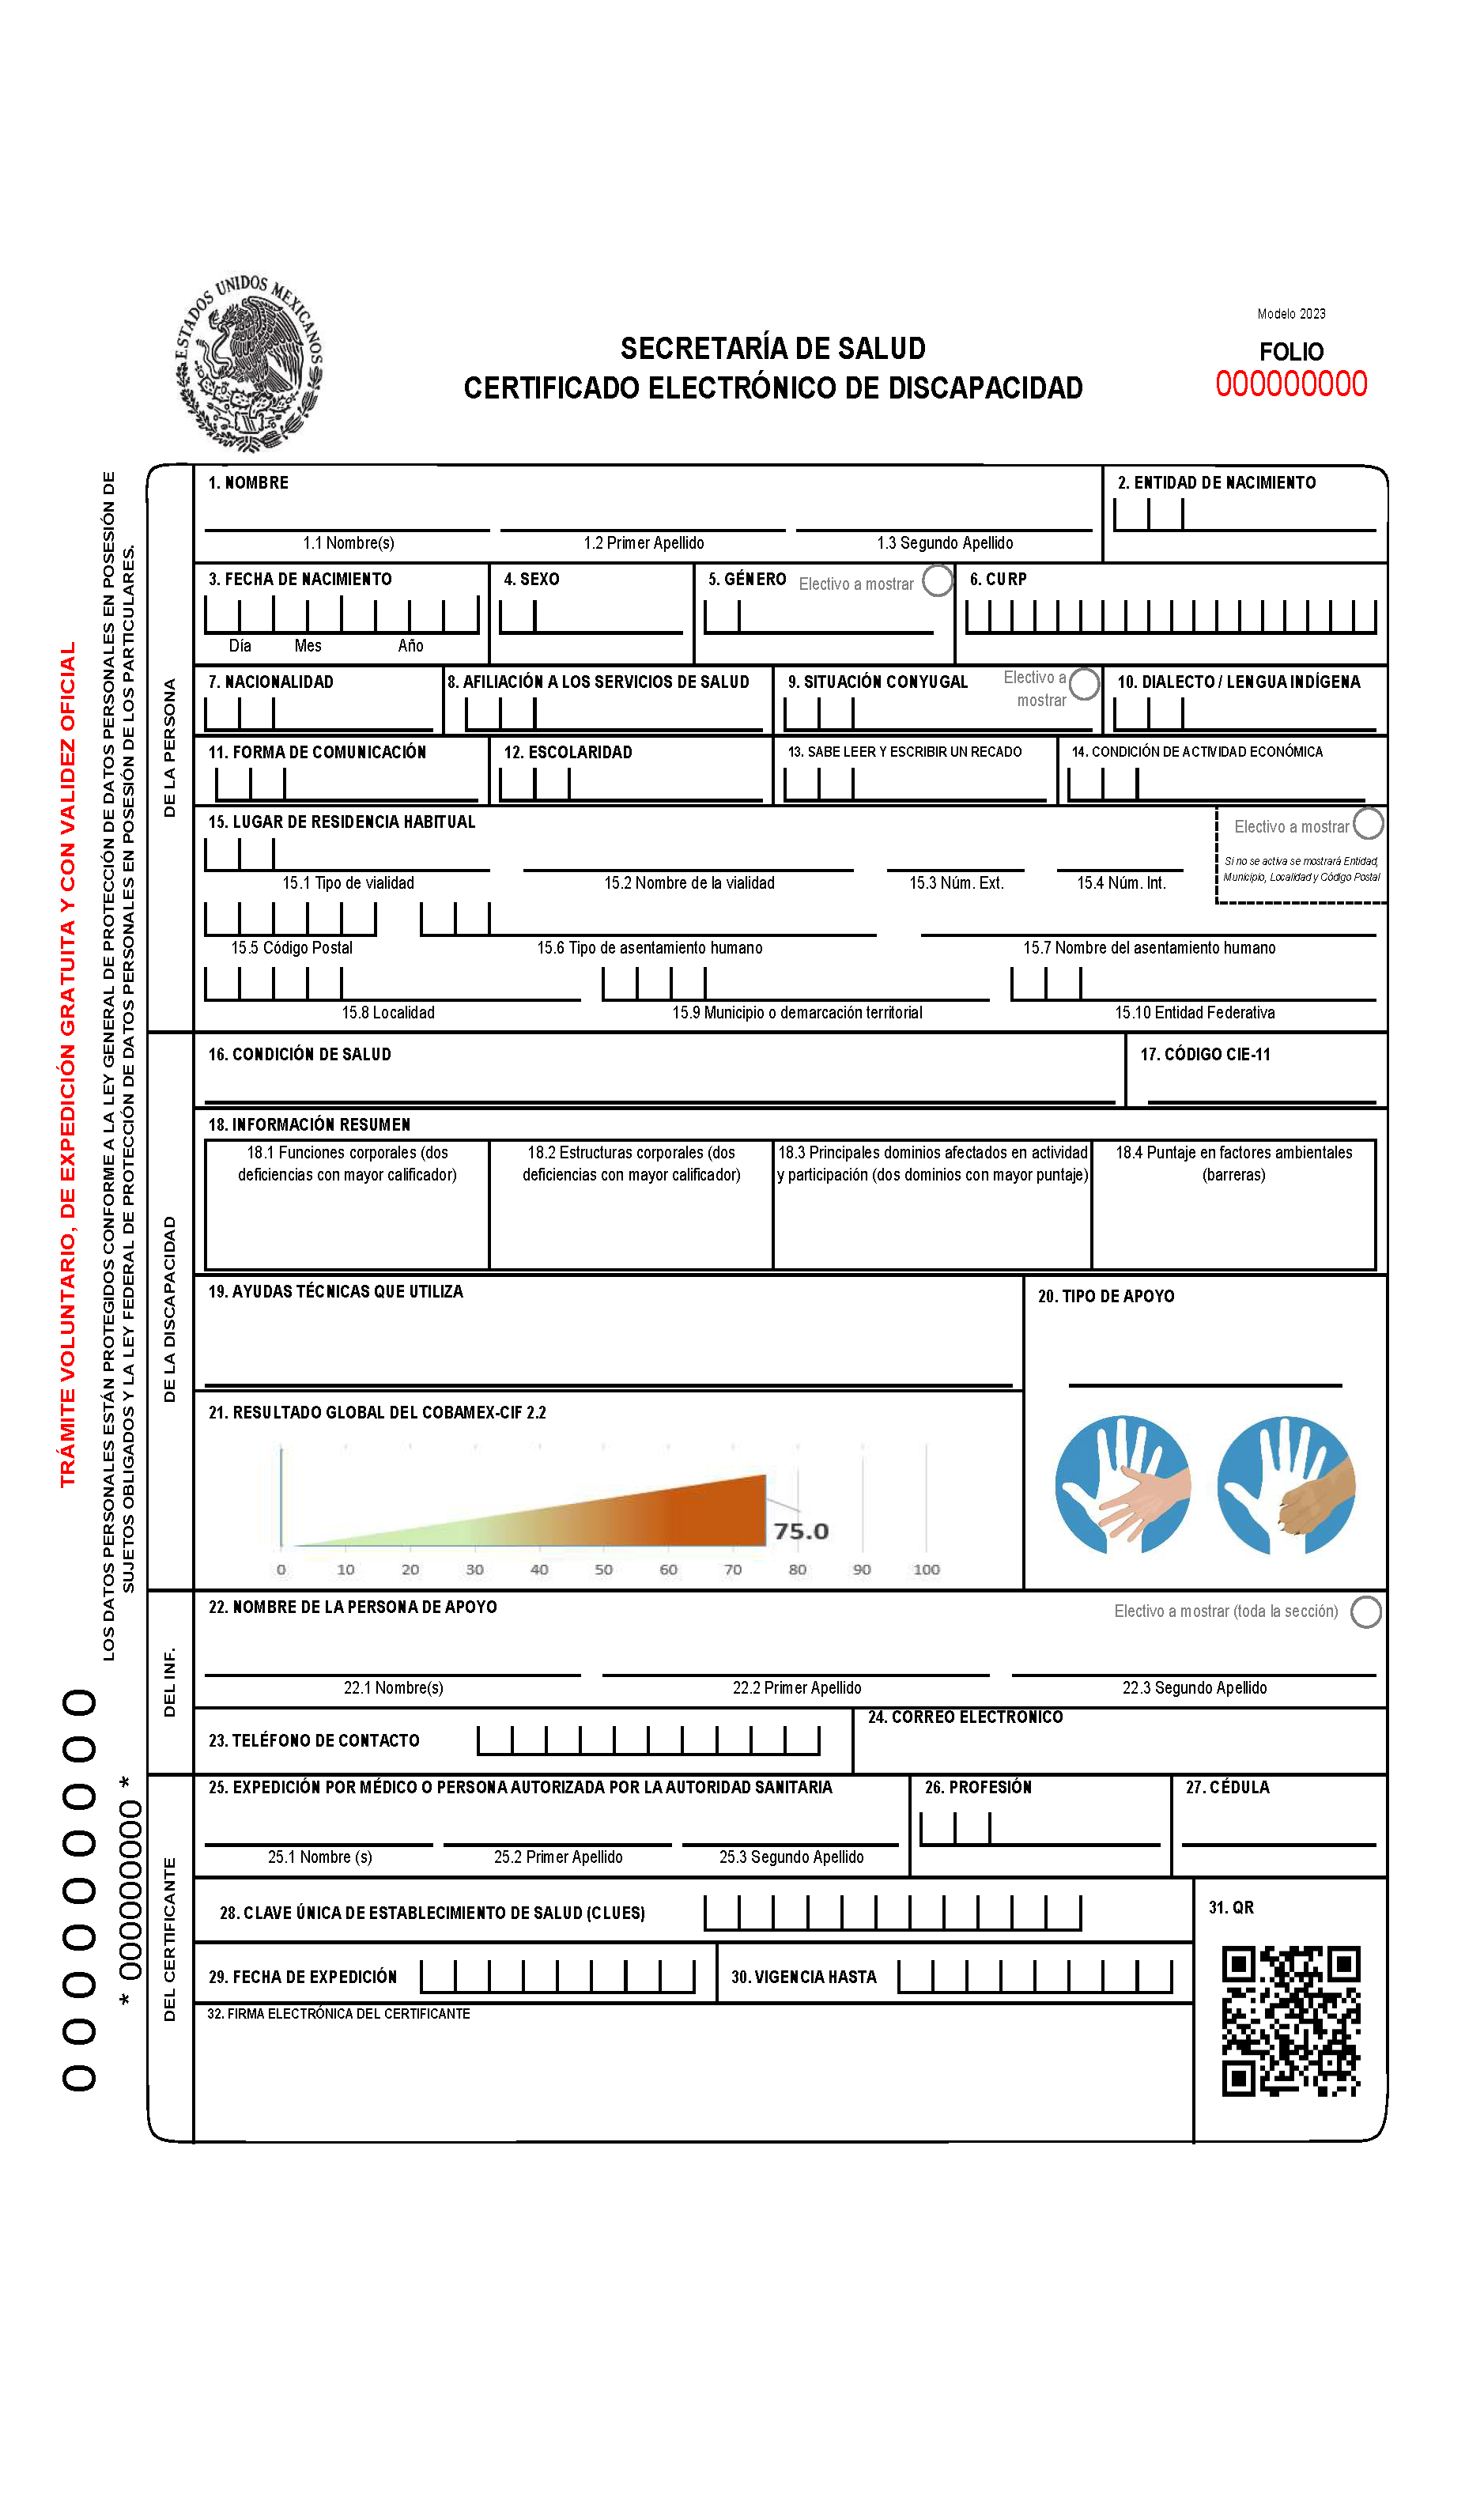 ESTADOS UNIDOS MEXICANOS
Modelo 2023
SECRETARÍA DE SALUD
FOLIO
CERTIFICADO ELECTRÓNICO DE DISCAPACIDAD
000000000
TRÁMITE VOLUNTARIO, DE EXPEDICIÓN GRATUITA Y CON VALIDEZ OFICIAL
LOS DATOS PERSONALES ESTÁN PROTEGIDOS CONFORME A LA LEY GENERAL DE PROTECCIÓN DE DATOS PERSONALES EN POSESIÓN DE
SUJETOS OBLIGADOS Y LA LEY FEDERAL DE PROTECCIÓN DE DATOS PERSONALES EN POSESIÓN DE LOS PARTICULARES.
000000000
* 000000000 *
DE LA PERSONA
1. NOMBRE
2. ENTIDAD DE NACIMIENTO
1.1 Nombre(s) 1.2 Primer Apellido 1.3 Segundo Apellido
3. FECHA DE NACIMIENTO 4. SEXO 5. GÉNERO Electivo a mostrar 6. CURP
Día Mes Año
7. NACIONALIDAD 8. AFILIACIÓN A LOS SERVICIOS DE SALUD 9. SITUACIÓN CONYUGAL Electivo a
mostrar
10. DIALECTO / LENGUA INDÍGENA
11. FORMA DE COMUNICACIÓN 12. ESCOLARIDAD 13. SABE LEER Y ESCRIBIR UN RECADO 14. CONDICIÓN DE ACTIVIDAD ECONÓMICA
15. LUGAR DE RESIDENCIA HABITUAL
Electivo a mostrar
Si no se activa se mostrará Entidad,
Municipio, Localidad y Código Postal
15.1 Tipo de vialidad 15.2 Nombre de la vialidad 15.3 Núm. Ext. 15.4 Núm. Int.
15.5 Código Postal 15.6 Tipo de asentamiento humano 15.7 Nombre del asentamiento humano
15.8 Localidad 15.9 Municipio o demarcación territorial 15.10 Entidad Federativa
DE LA DISCAPACIDAD
16. CONDICIÓN DE SALUD 17. CÓDIGO CIE-11
18. INFORMACIÓN RESUMEN
18.1 Funciones corporales (dos
deficiencias con mayor calificador)
18.2 Estructuras corporales (dos
deficiencias con mayor calificador)
18.3 Principales dominios afectados en actividad
y participación (dos dominios con mayor puntaje)
18.4 Puntaje en factores ambientales
(barreras)
19. AYUDAS TÉCNICAS QUE UTILIZA
20. TIPO DE APOYO
21. RESULTADO GLOBAL DEL COBAMEX-CIF 2.2
75.0
0 10 20 30 40 50 60 70 80 90 100
DEL INF.
22. NOMBRE DE LA PERSONA DE APOYO Electivo a mostrar (toda la sección)
22.1 Nombre(s) 22.2 Primer Apellido 22.3 Segundo Apellido
23. TELÉFONO DE CONTACTO
24. CORREO ELECTRONICO
DEL CERTIFICANTE
25. EXPEDICIÓN POR MÉDICO O PERSONA AUTORIZADA POR LA AUTORIDAD SANITARIA 26. PROFESIÓN 27. CÉDULA
25.1 Nombre (s) 25.2 Primer Apellido 25.3 Segundo Apellido
28. CLAVE ÚNICA DE ESTABLECIMIENTO DE SALUD (CLUES)
31. QR
29. FECHA DE EXPEDICIÓN 30. VIGENCIA HASTA
32. FIRMA ELECTRÓNICA DEL CERTIFICANTE